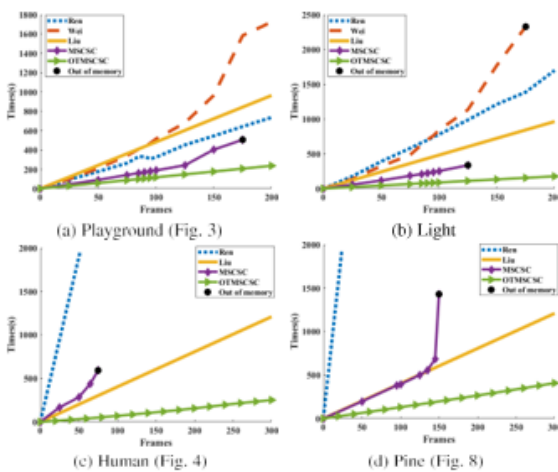 1800
1600
1400
1200
1000
800
600
400
200
0
Times(s)
0 50 100 150 200
Frames
Ren
Wei
Liu
MSCSC
OTMSCSC
Out of memory
(a) Playground (Fig. 3)
2500
2000
1500
1000
500
0
Times(s)
0 50 100 150 200
Frames
Ren
Wei
Liu
MSCSC
OTMSCSC
Out of memory
(b) Light
2000
1500
1000
500
0
Times(s)
0 50 100 150 200 250 300
Frames
Ren
Liu
MSCSC
OTMSCSC
Out of memory
(c) Human (Fig. 4)
2000
1500
1000
500
0
Times(s)
0 50 100 150 200 250 300
Frames
Ren
Liu
MSCSC
OTMSCSC
Out of memory
(d) Pine (Fig. 8)